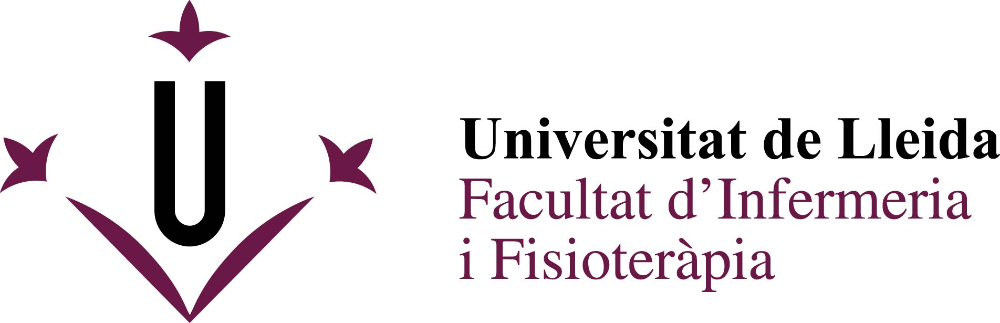 Universitat de Lleida
Facultat d’Infermeria
i Fisioteràpia